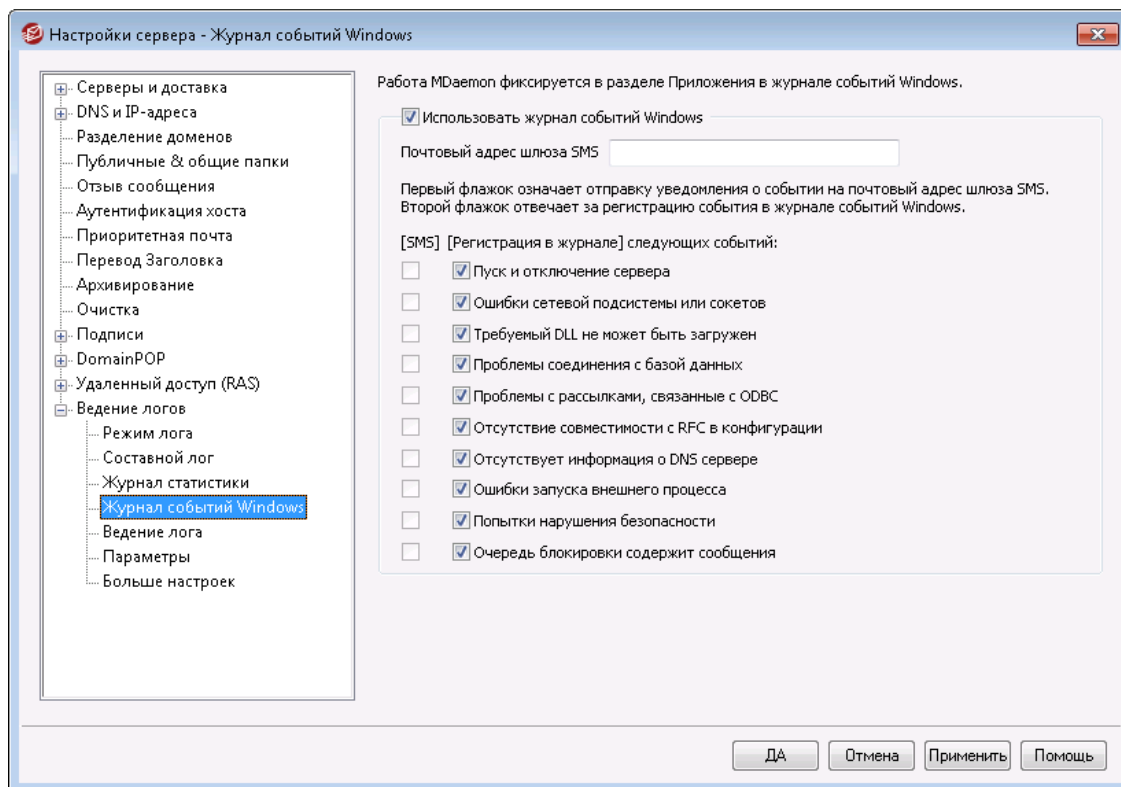 Настройки сервера - Журнал событий Windows
Серверы и доставка
DNS и IP-адреса
Разделение доменов
Публичные & общие папки
Отзыв сообщения
Аутентификация хоста
Приоритетная почта
Перевод Заголовка
Архивирование
Очистка
Подписи
DomainPOP
Удаленный доступ (RAS)
Ведение логов
Режим лога
Составной лог
Журнал статистики
Журнал событий Windows
Ведение лога
Параметры
Больше настроек
Работа MDaemon фиксируется в разделе Приложения в журнале событий Windows.
Использовать журнал событий Windows
Почтовый адрес шлюза SMS
Первый флажок означает отправку уведомления о событии на почтовый адрес шлюза SMS.
Второй флажок отвечает за регистрацию события в журнале событий Windows.
[SMS] [Регистрация в журнале] следующих событий:
Пуск и отключение сервера
Ошибки сетевой подсистемы или сокетов
Требуемый DLL не может быть загружен
Проблемы соединения с базой данных
Проблемы с рассылками, связанные с ODBC
Отсутствие совместимости с RFC в конфигурации
Отсутствует информация о DNS сервере
Ошибки запуска внешнего процесса
Попытки нарушения безопасности
Очередь блокировки содержит сообщения
ДА Отмена Применить Помощь